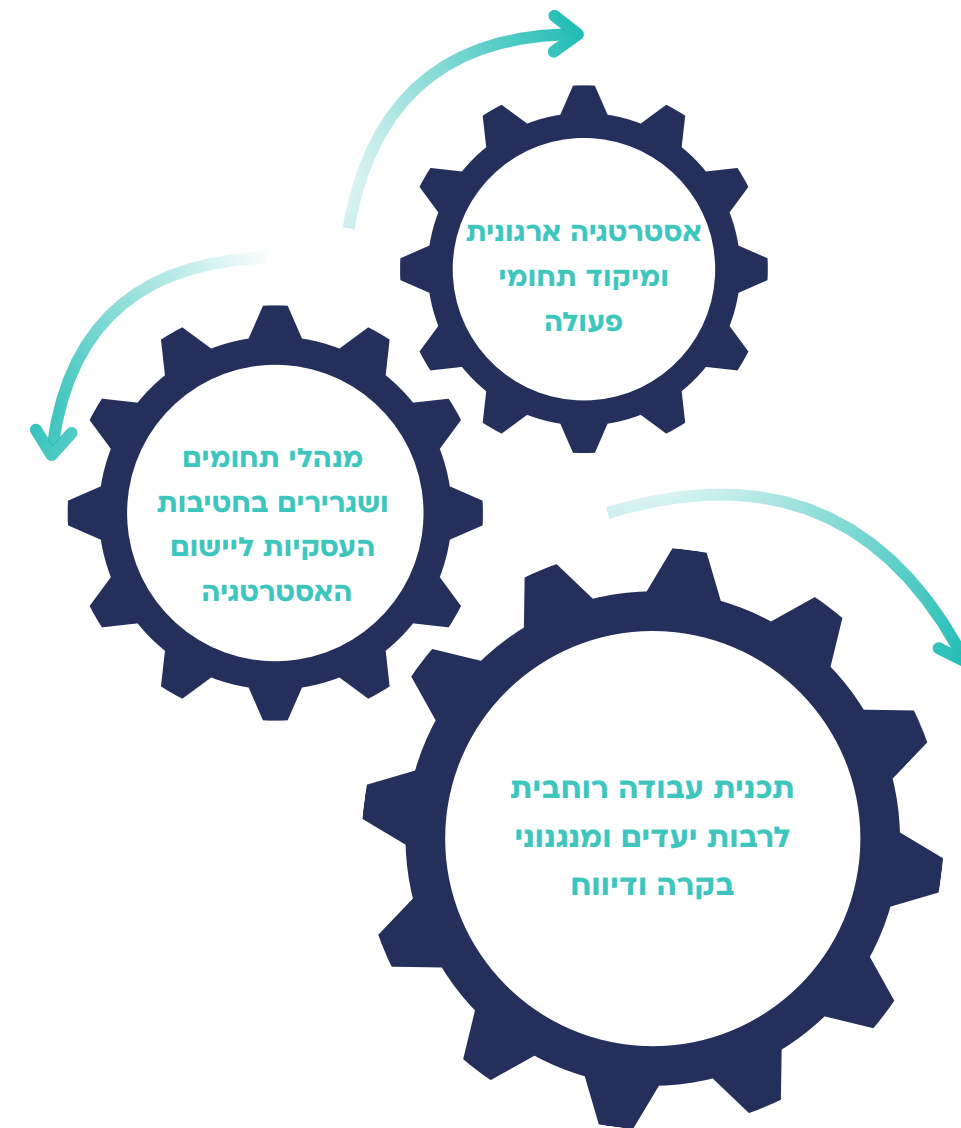 אסטרטגיה ארגונית
ומיקוד תחומי
פעולה
מנהלי תחומים
ושגרירים בחטיבות
העסקיות ליישום
האסטרטגיה
תכנית עבודה רוחבית
לרבות יעדים ומנגנוני
בקרה ודיווח